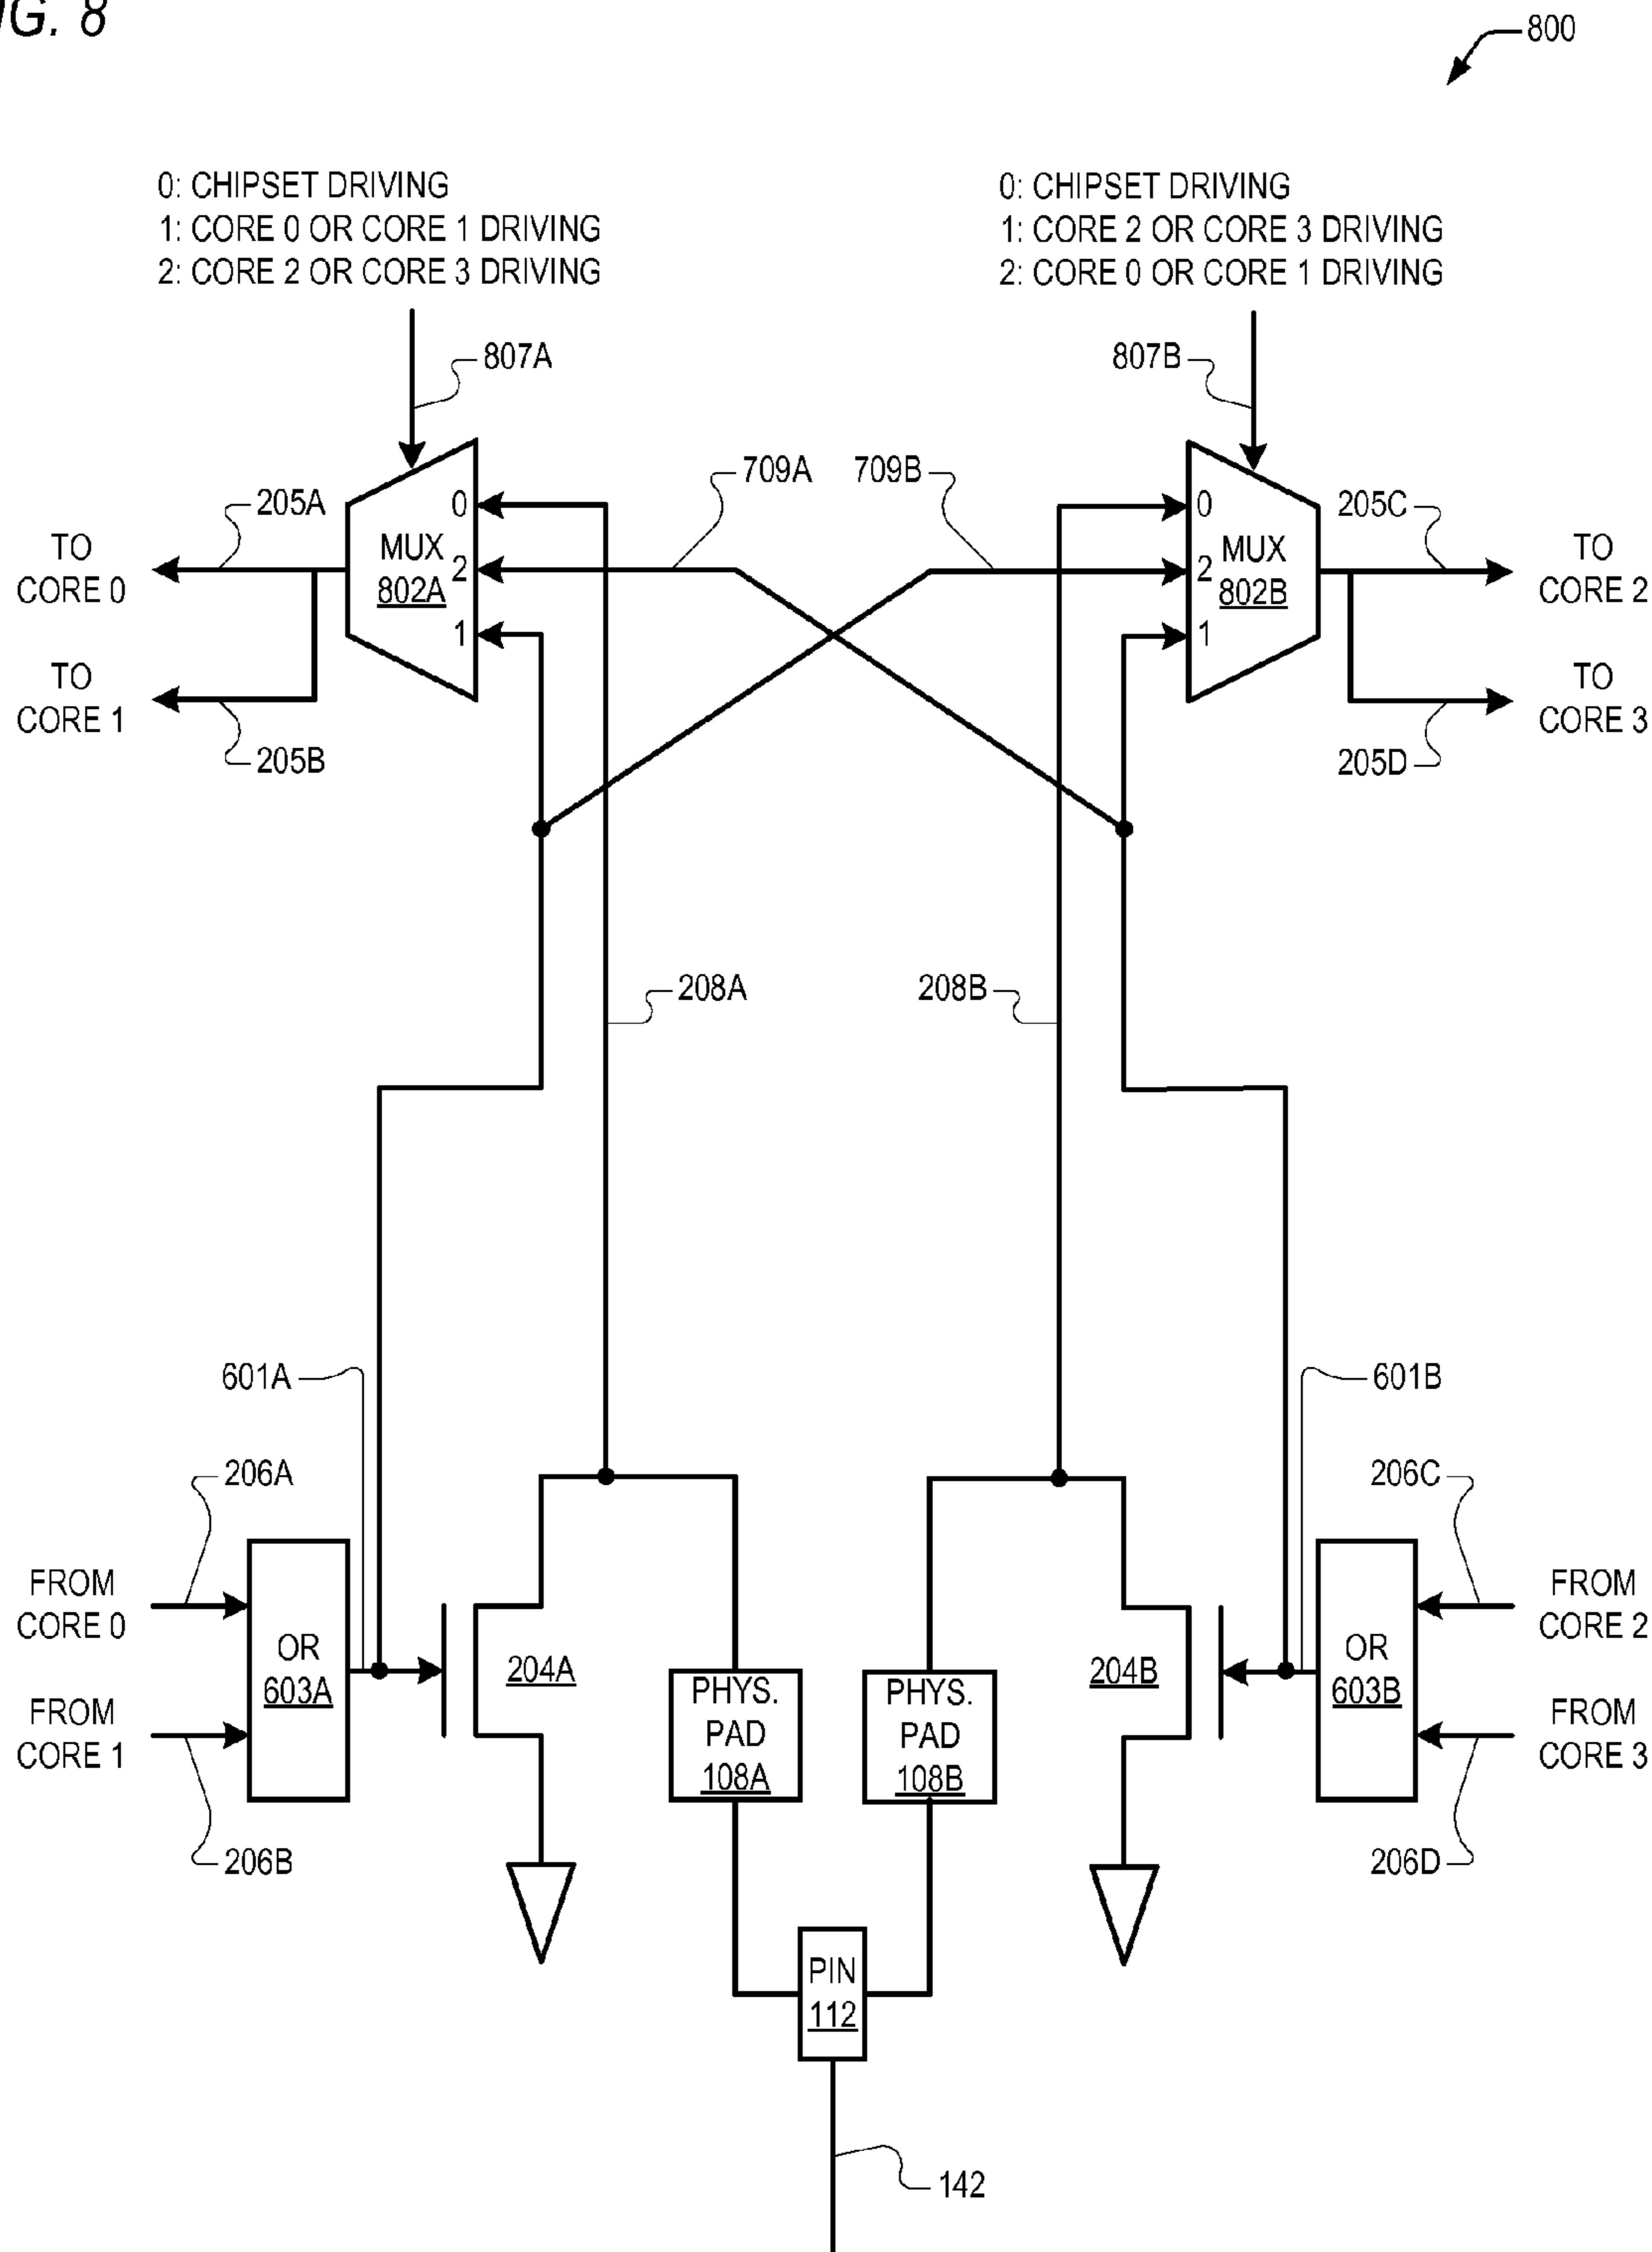 IG. 8
800
0: CHIPSET DRIVING
1: CORE 0 OR CORE 1 DRIVING
2: CORE 2 OR CORE 3 DRIVING
0: CHIPSET DRIVING
1: CORE 2 OR CORE 3 DRIVING
2: CORE 0 OR CORE 1 DRIVING
807A
807B
709A
709B
205A
205C
0
2
1
MUX
802A
0
2
1
MUX
802B
TO
CORE 0
TO
CORE 2
TO
CORE 1
TO
CORE 3
205B
205D
208A
208B
601A
601B
206A
206C
FROM
CORE 0
FROM
CORE 2
OR
603A
204A
204B
OR
603B
PHYS.
PAD
108A
PHYS.
PAD
108B
FROM
CORE 1
FROM
CORE 3
206B
206D
PIN
112
142